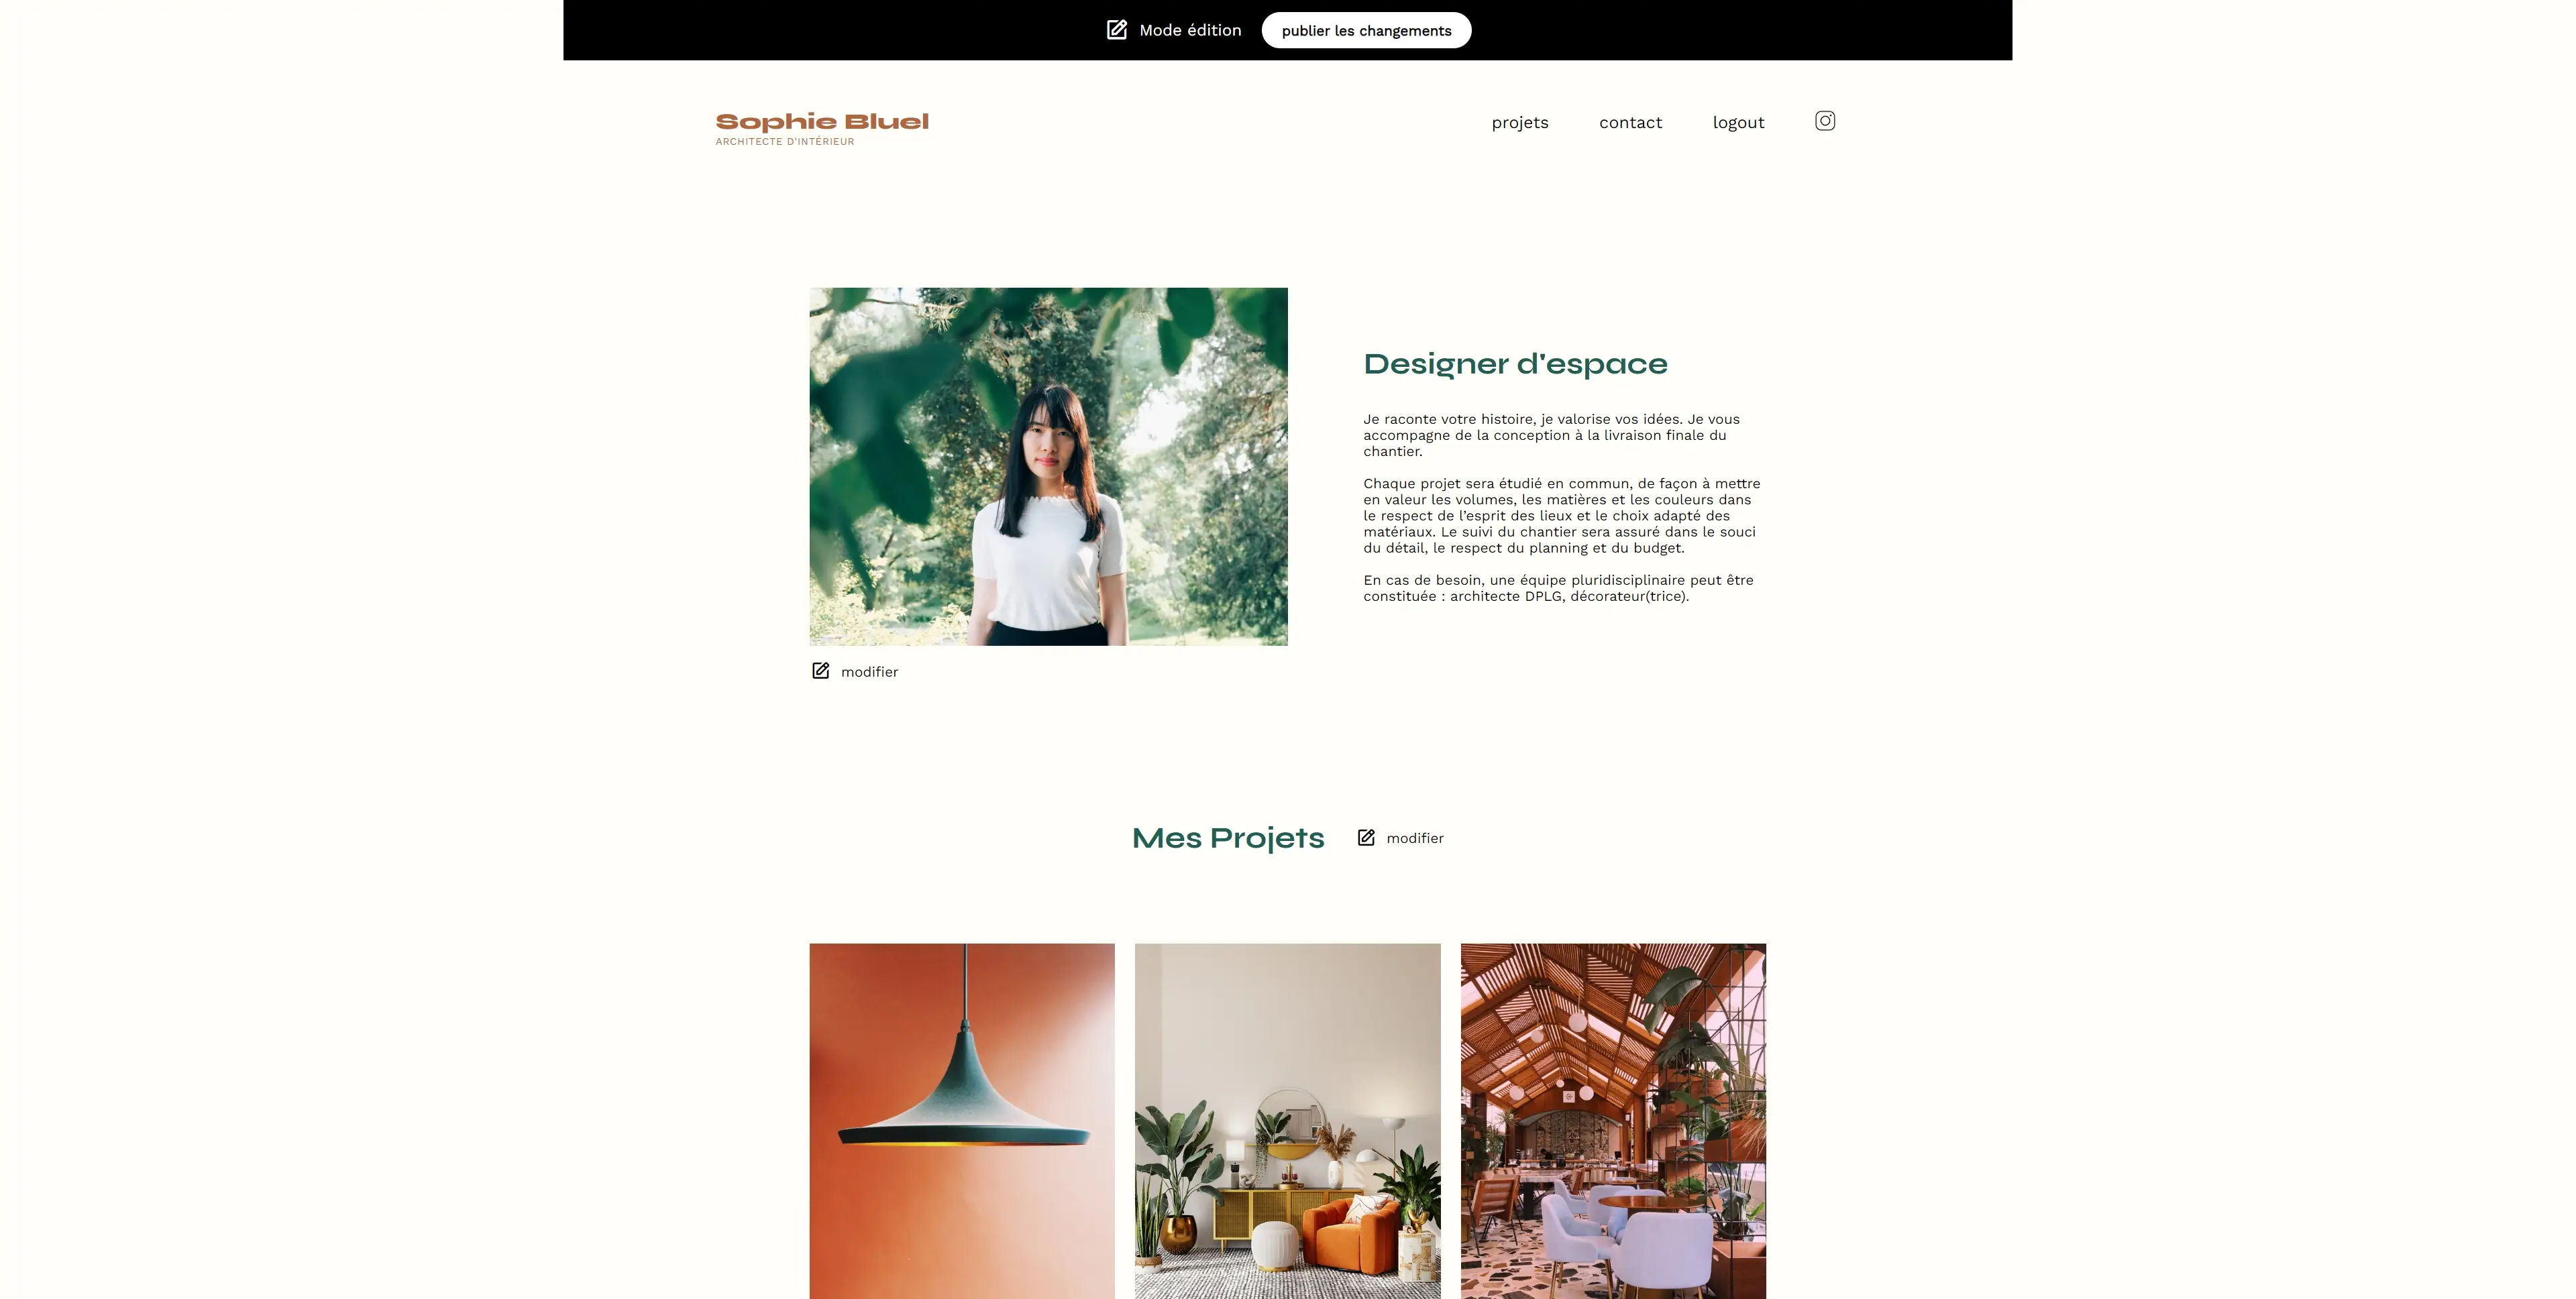 Mode édition
publier les changements
Sophie Bluel
ARCHITECTE D'INTÉRIEUR
projets
contact
logout
Designer d'espace
Je raconte votre histoire, je valorise vos idées. Je vous
accompagne de la conception à la livraison finale du
chantier.
Chaque projet sera étudié en commun, de façon à mettre
en valeur les volumes, les matières et les couleurs dans
le respect de l’esprit des lieux et le choix adapté des
matériaux. Le suivi du chantier sera assuré dans le souci
du détail, le respect du planning et du budget.
En cas de besoin, une équipe pluridisciplinaire peut être
constituée : architecte DPLG, décorateur(trice).
modifier
Mes Projets
modifier